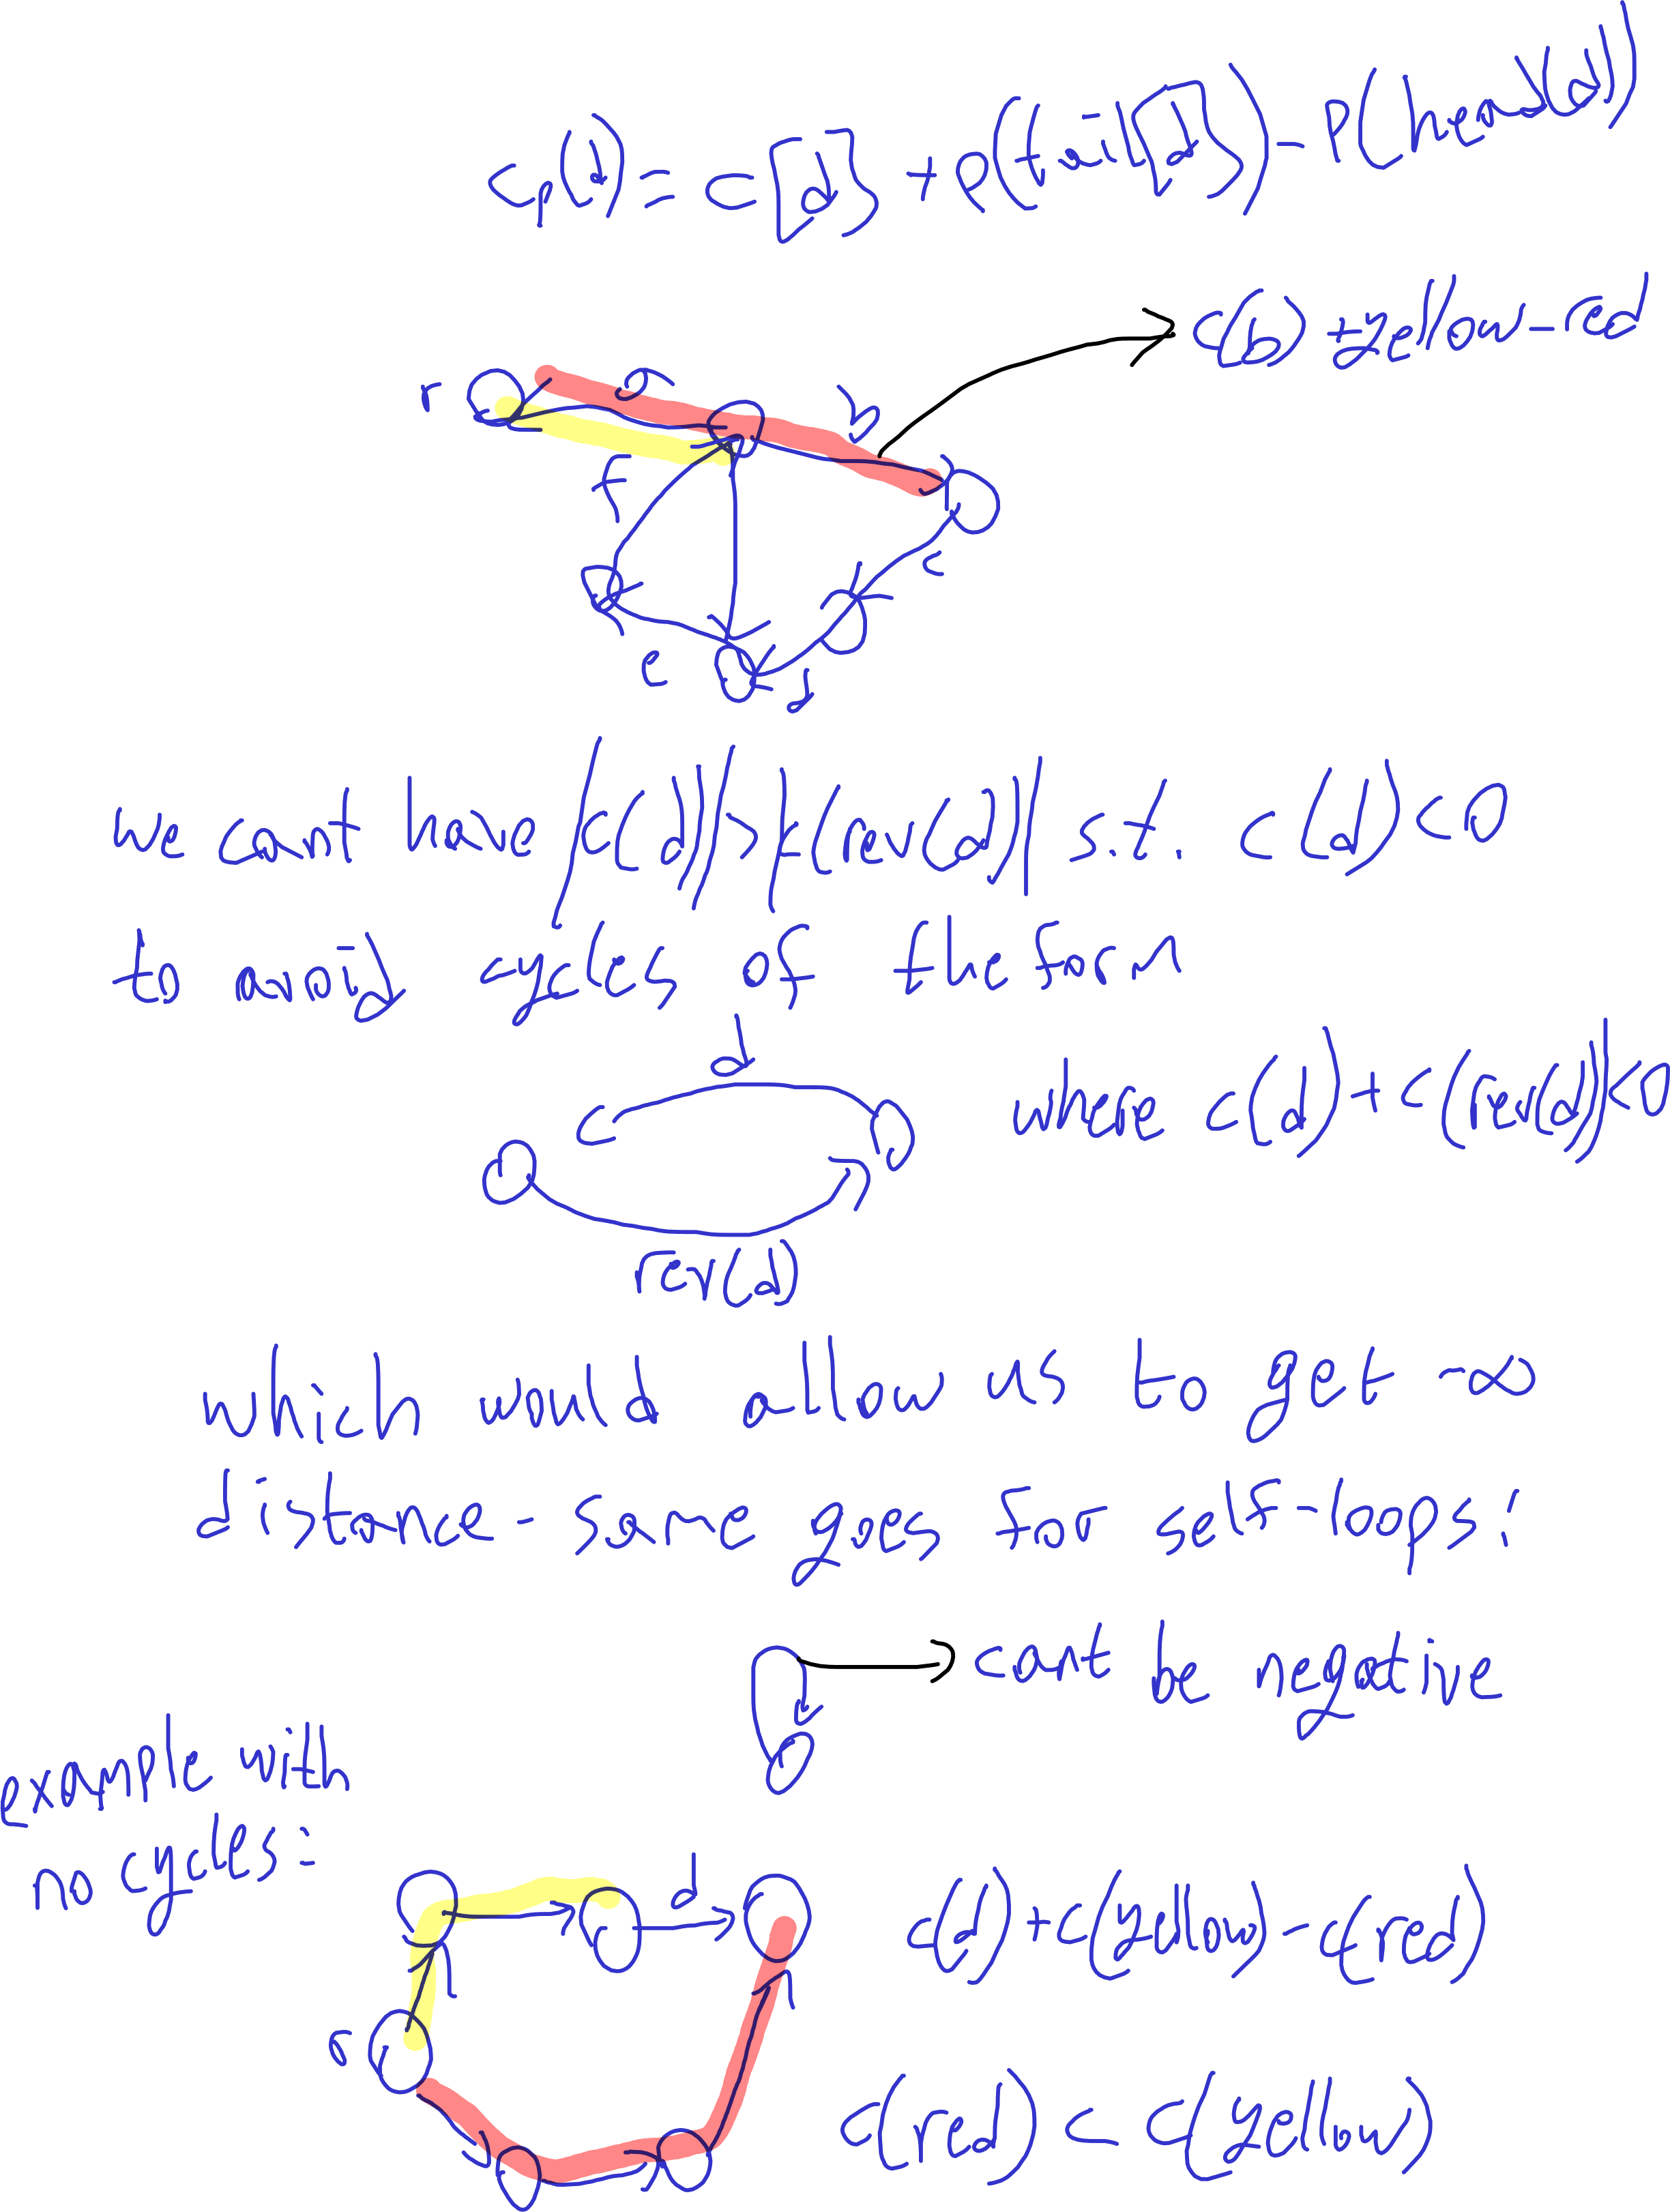 c_p(d) = c[d] + p(tail(d)) - P(head(d))
c(b) + yellow - red
r
a
b
f
c
e
d
we cant have |c(d)| > |c(rev(d)| s.t. c(d) < 0
to avoid cycles of the form
d
where c(d) + c(rev(d)) < 0
rev(d)
which would allow us to get -∞
distance - same goes for self-loops:
cant be negative
example with
no cycles:
d
c(d) + c(yellow) - c(red)
r
c(red) < c(yellow)